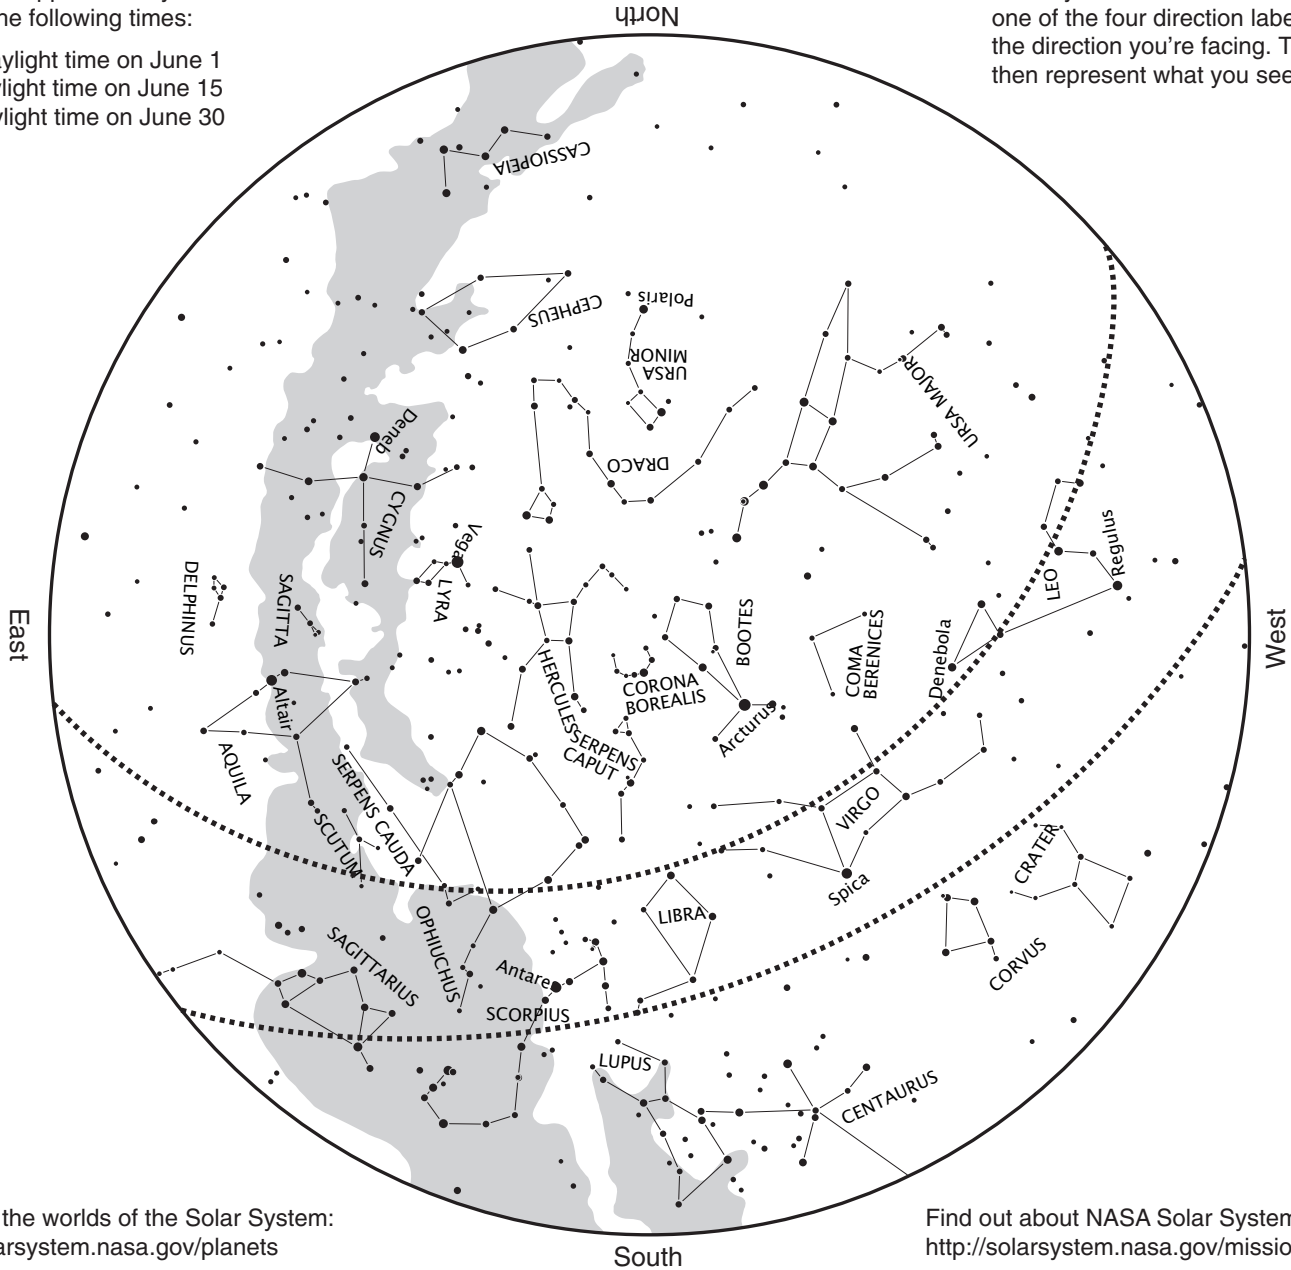 he following times:
ylight time on June 1
light time on June 15
light time on June 30
one of the four direction labe
the direction you're facing. T
then represent what you see
North
CASSIOPEIA
CEPHEUS
Polaris
URSA
MINOR
URSA MAJOR
DRACO
Deneb
CYGNUS
Vega
LYRA
DELPHINUS
SAGITTA
East
West
HERCULES
CORONA
BOREALIS
BOOTES
COMA
BERENICES
Denebola
LEO
Regulus
Altair
AQUILA
Arcturus
SERPENS
CAPUT
SERPENS CAUDA
SCUTUM
VIRGO
Spica
CRATER
CORVUS
LIBRA
OPHIUCHUS
SAGITTARIUS
Antare
SCORPIUS
LUPUS
CENTAURUS
the worlds of the Solar System:
arsystem.nasa.gov/planets
South
Find out about NASA Solar System
http://solarsystem.nasa.gov/missio